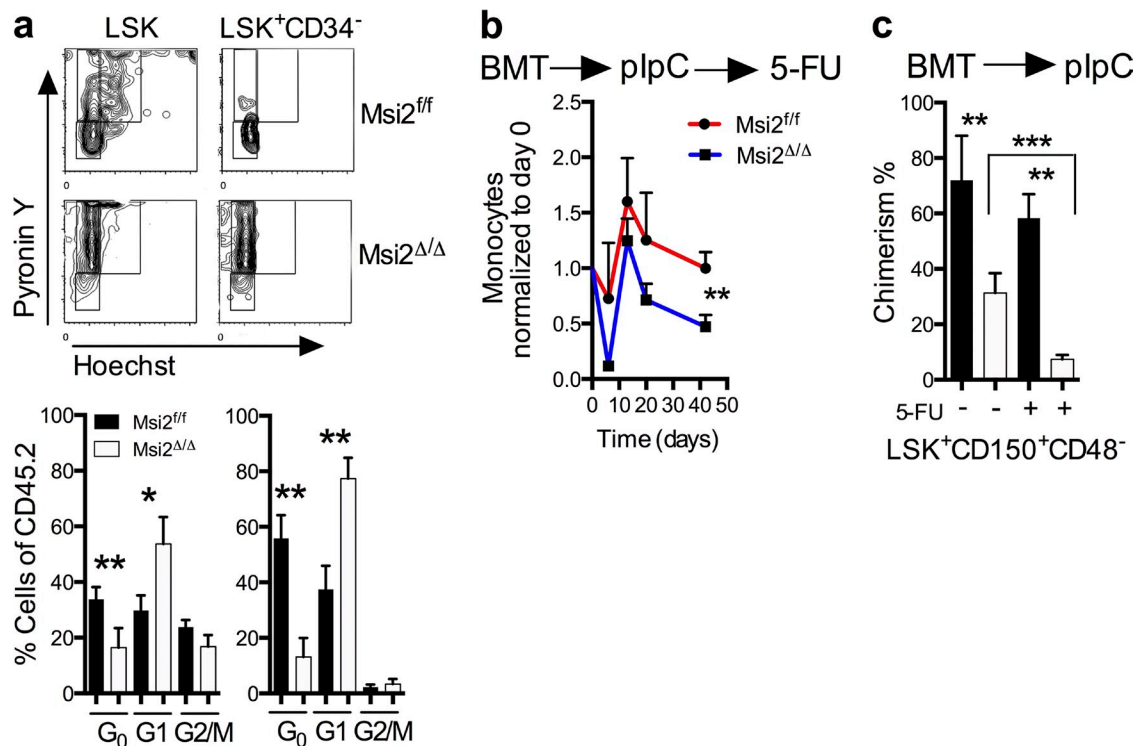 a
LSK
LSK⁺CD34⁻
Msi2f/f
0
0
Msi2Δ/Δ
0
0
Pyronin Y
Hoechst
Msi2f/f
Msi2Δ/Δ
% Cells of CD45.2
100
80
60
40
20
0
** * 
G₀ G1 G2/M
100
80
60
40
20
0
** **
G₀ G1 G2/M
b
BMT pIpC 5-FU
Monocytes
normalized to day 0
2.5
2.0
1.5
1.0
0.5
0.0
Msi2f/f
Msi2Δ/Δ
**
0 10 20 30 40 50
Time (days)
c
BMT pIpC
Chimerism %
100
80
60
40
20
0
** ***
**
5-FU - - + +
LSK⁺CD150⁺CD48⁻